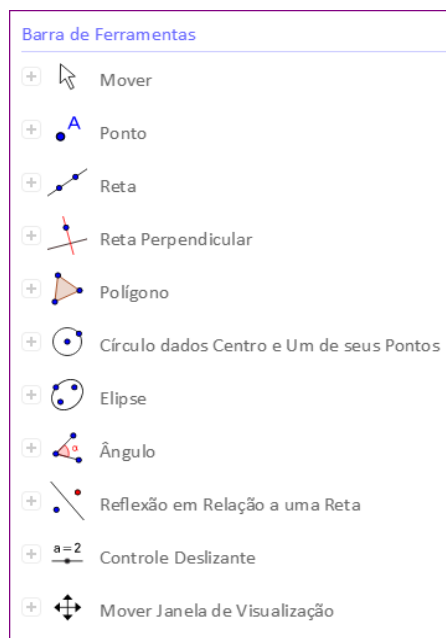 Barra de Ferramentas
Mover
A
Ponto
Reta
Reta Perpendicular
Polígono
Círculo dados Centro e Um de seus Pontos
Elipse
α
Ângulo
Reflexão em Relação a uma Reta
a=2
Controle Deslizante
Mover Janela de Visualização